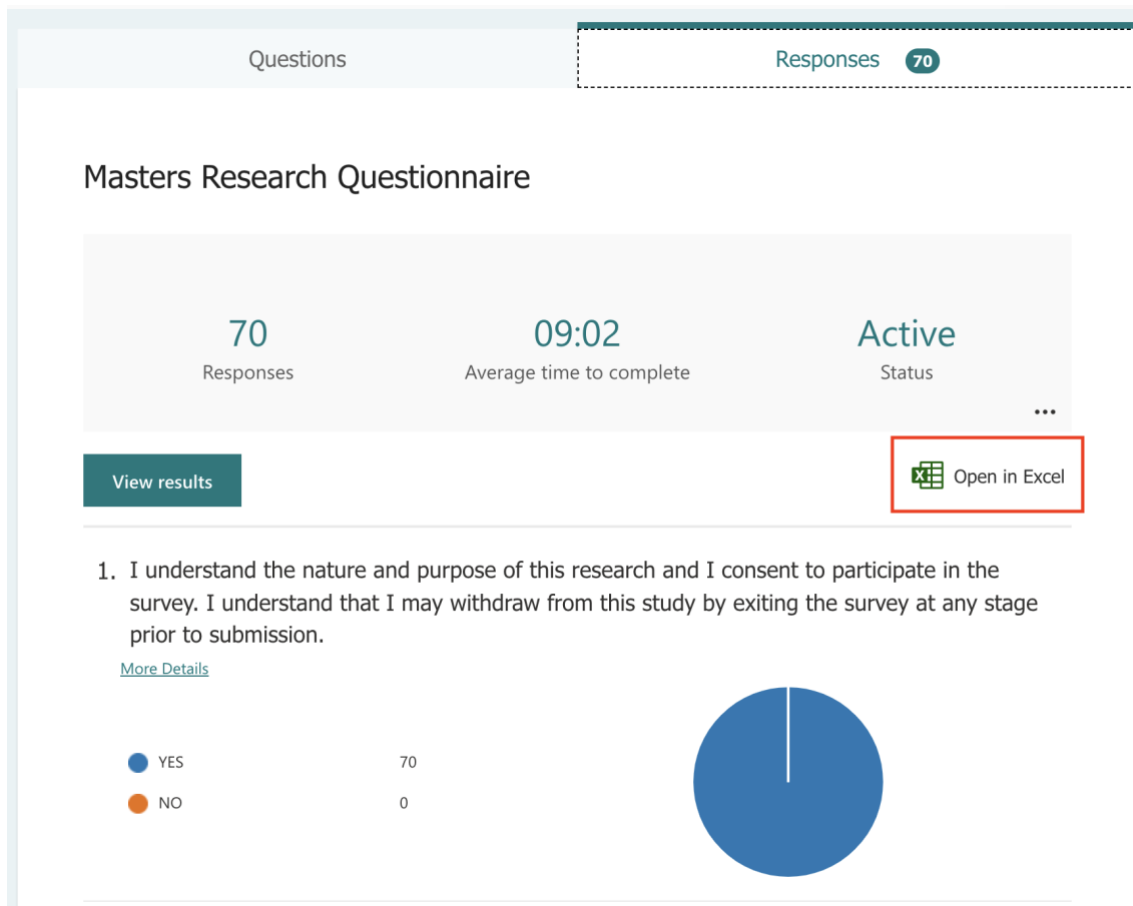 Questions
Responses 70
Masters Research Questionnaire
70
Responses
09:02
Average time to complete
Active
Status
View results
Open in Excel
1. I understand the nature and purpose of this research and I consent to participate in the
survey. I understand that I may withdraw from this study by exiting the survey at any stage
prior to submission.
More Details
YES 70
NO 0